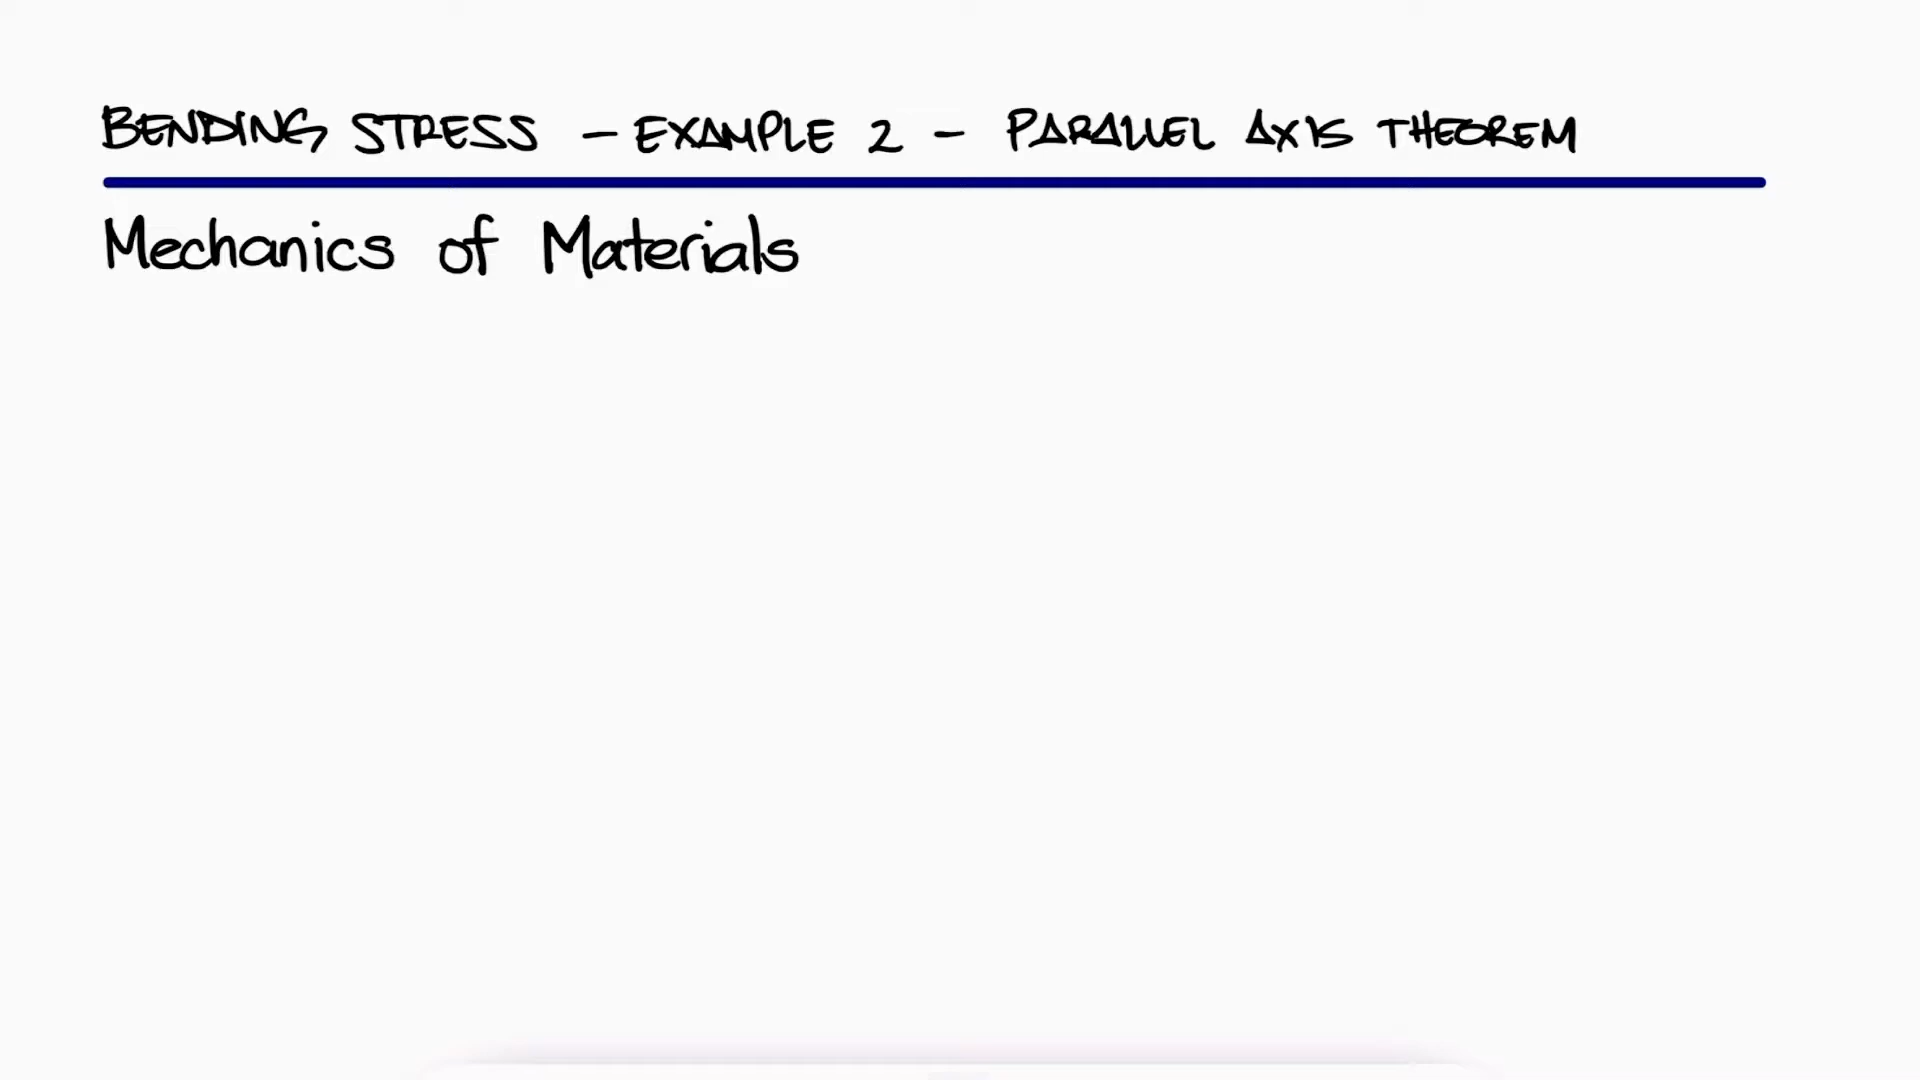 BENDING STRESS - EXAMPLE 2 - PARALLEL AXIS THEOREM
Mechanics of Materials